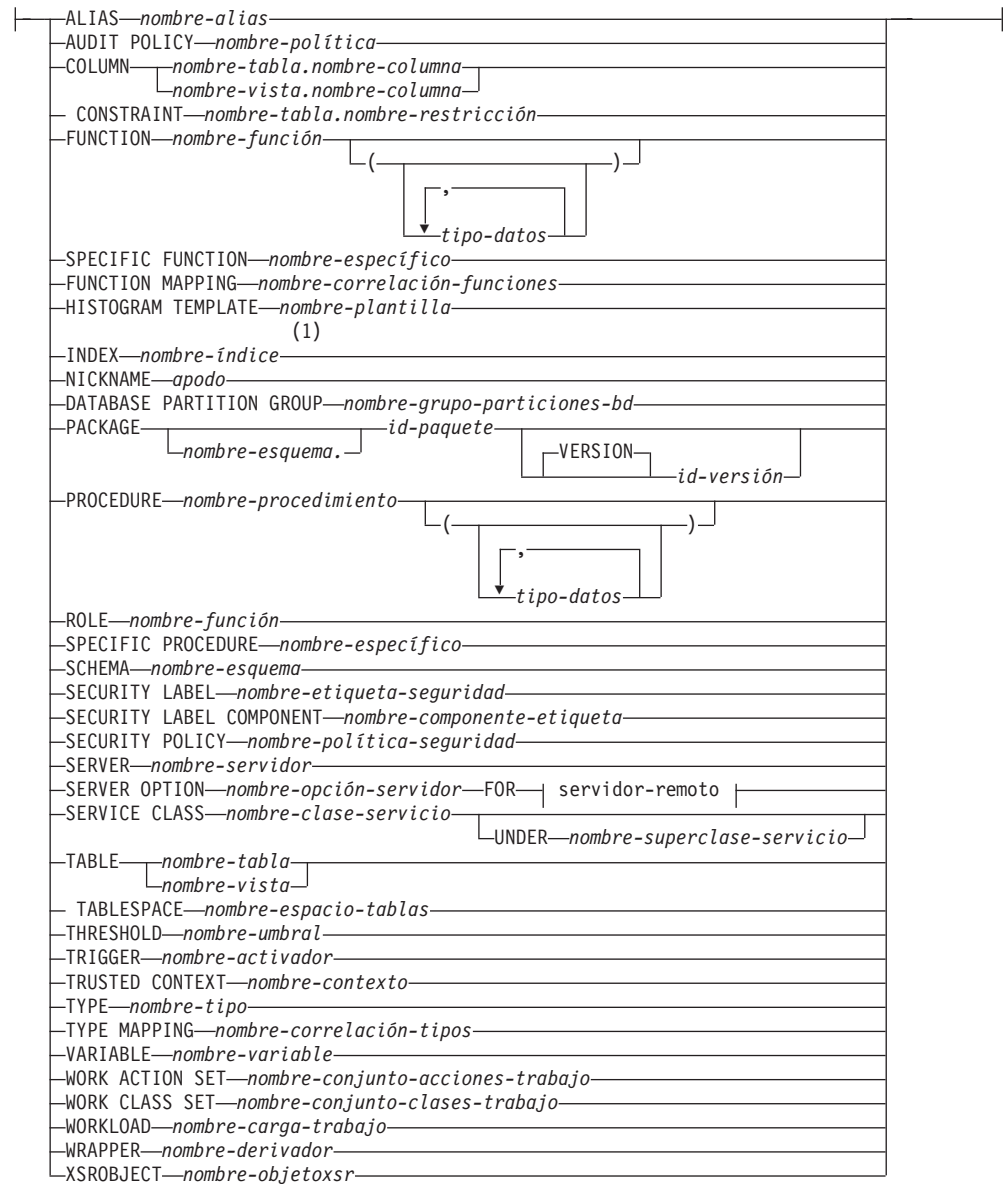 ALIAS nombre-alias
AUDIT POLICY nombre-política
COLUMN nombre-tabla.nombre-columna
nombre-vista.nombre-columna
CONSTRAINT nombre-tabla.nombre-restricción
FUNCTION nombre-función
( )
,
tipo-datos
SPECIFIC FUNCTION nombre-específico
FUNCTION MAPPING nombre-correlación-funciones
HISTOGRAM TEMPLATE nombre-plantilla
(1)
INDEX nombre-índice
NICKNAME apodo
DATABASE PARTITION GROUP nombre-grupo-particiones-bd
PACKAGE id-paquete
nombre-esquema. VERSION
id-versión
PROCEDURE nombre-procedimiento
( )
,
tipo-datos
ROLE nombre-función
SPECIFIC PROCEDURE nombre-específico
SCHEMA nombre-esquema
SECURITY LABEL nombre-etiqueta-seguridad
SECURITY LABEL COMPONENT nombre-componente-etiqueta
SECURITY POLICY nombre-política-seguridad
SERVER nombre-servidor
SERVER OPTION nombre-opción-servidor FOR servidor-remoto
SERVICE CLASS nombre-clase-servicio
UNDER nombre-superclase-servicio
TABLE nombre-tabla
nombre-vista
TABLESPACE nombre-espacio-tablas
THRESHOLD nombre-umbral
TRIGGER nombre-activador
TRUSTED CONTEXT nombre-contexto
TYPE nombre-tipo
TYPE MAPPING nombre-correlación-tipos
VARIABLE nombre-variable
WORK ACTION SET nombre-conjunto-acciones-trabajo
WORK CLASS SET nombre-conjunto-clases-trabajo
WORKLOAD nombre-carga-trabajo
WRAPPER nombre-derivador
XSROBJECT nombre-objetoxsr